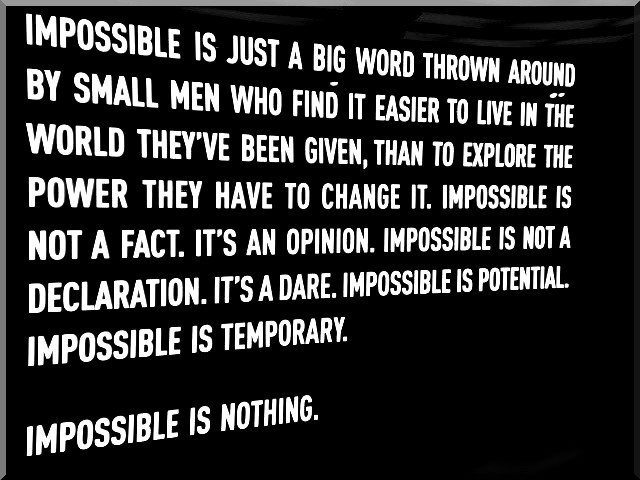 IMPOSSIBLE IS JUST A BIG WORD THROWN AROUND
BY SMALL MEN WHO FIND IT EASIER TO LIVE IN THE
WORLD THEY'VE BEEN GIVEN, THAN TO EXPLORE THE
POWER THEY HAVE TO CHANGE IT. IMPOSSIBLE IS
NOT A FACT. IT'S AN OPINION. IMPOSSIBLE IS NOT A
DECLARATION. IT'S A DARE. IMPOSSIBLE IS POTENTIAL.
IMPOSSIBLE IS TEMPORARY.
IMPOSSIBLE IS NOTHING.